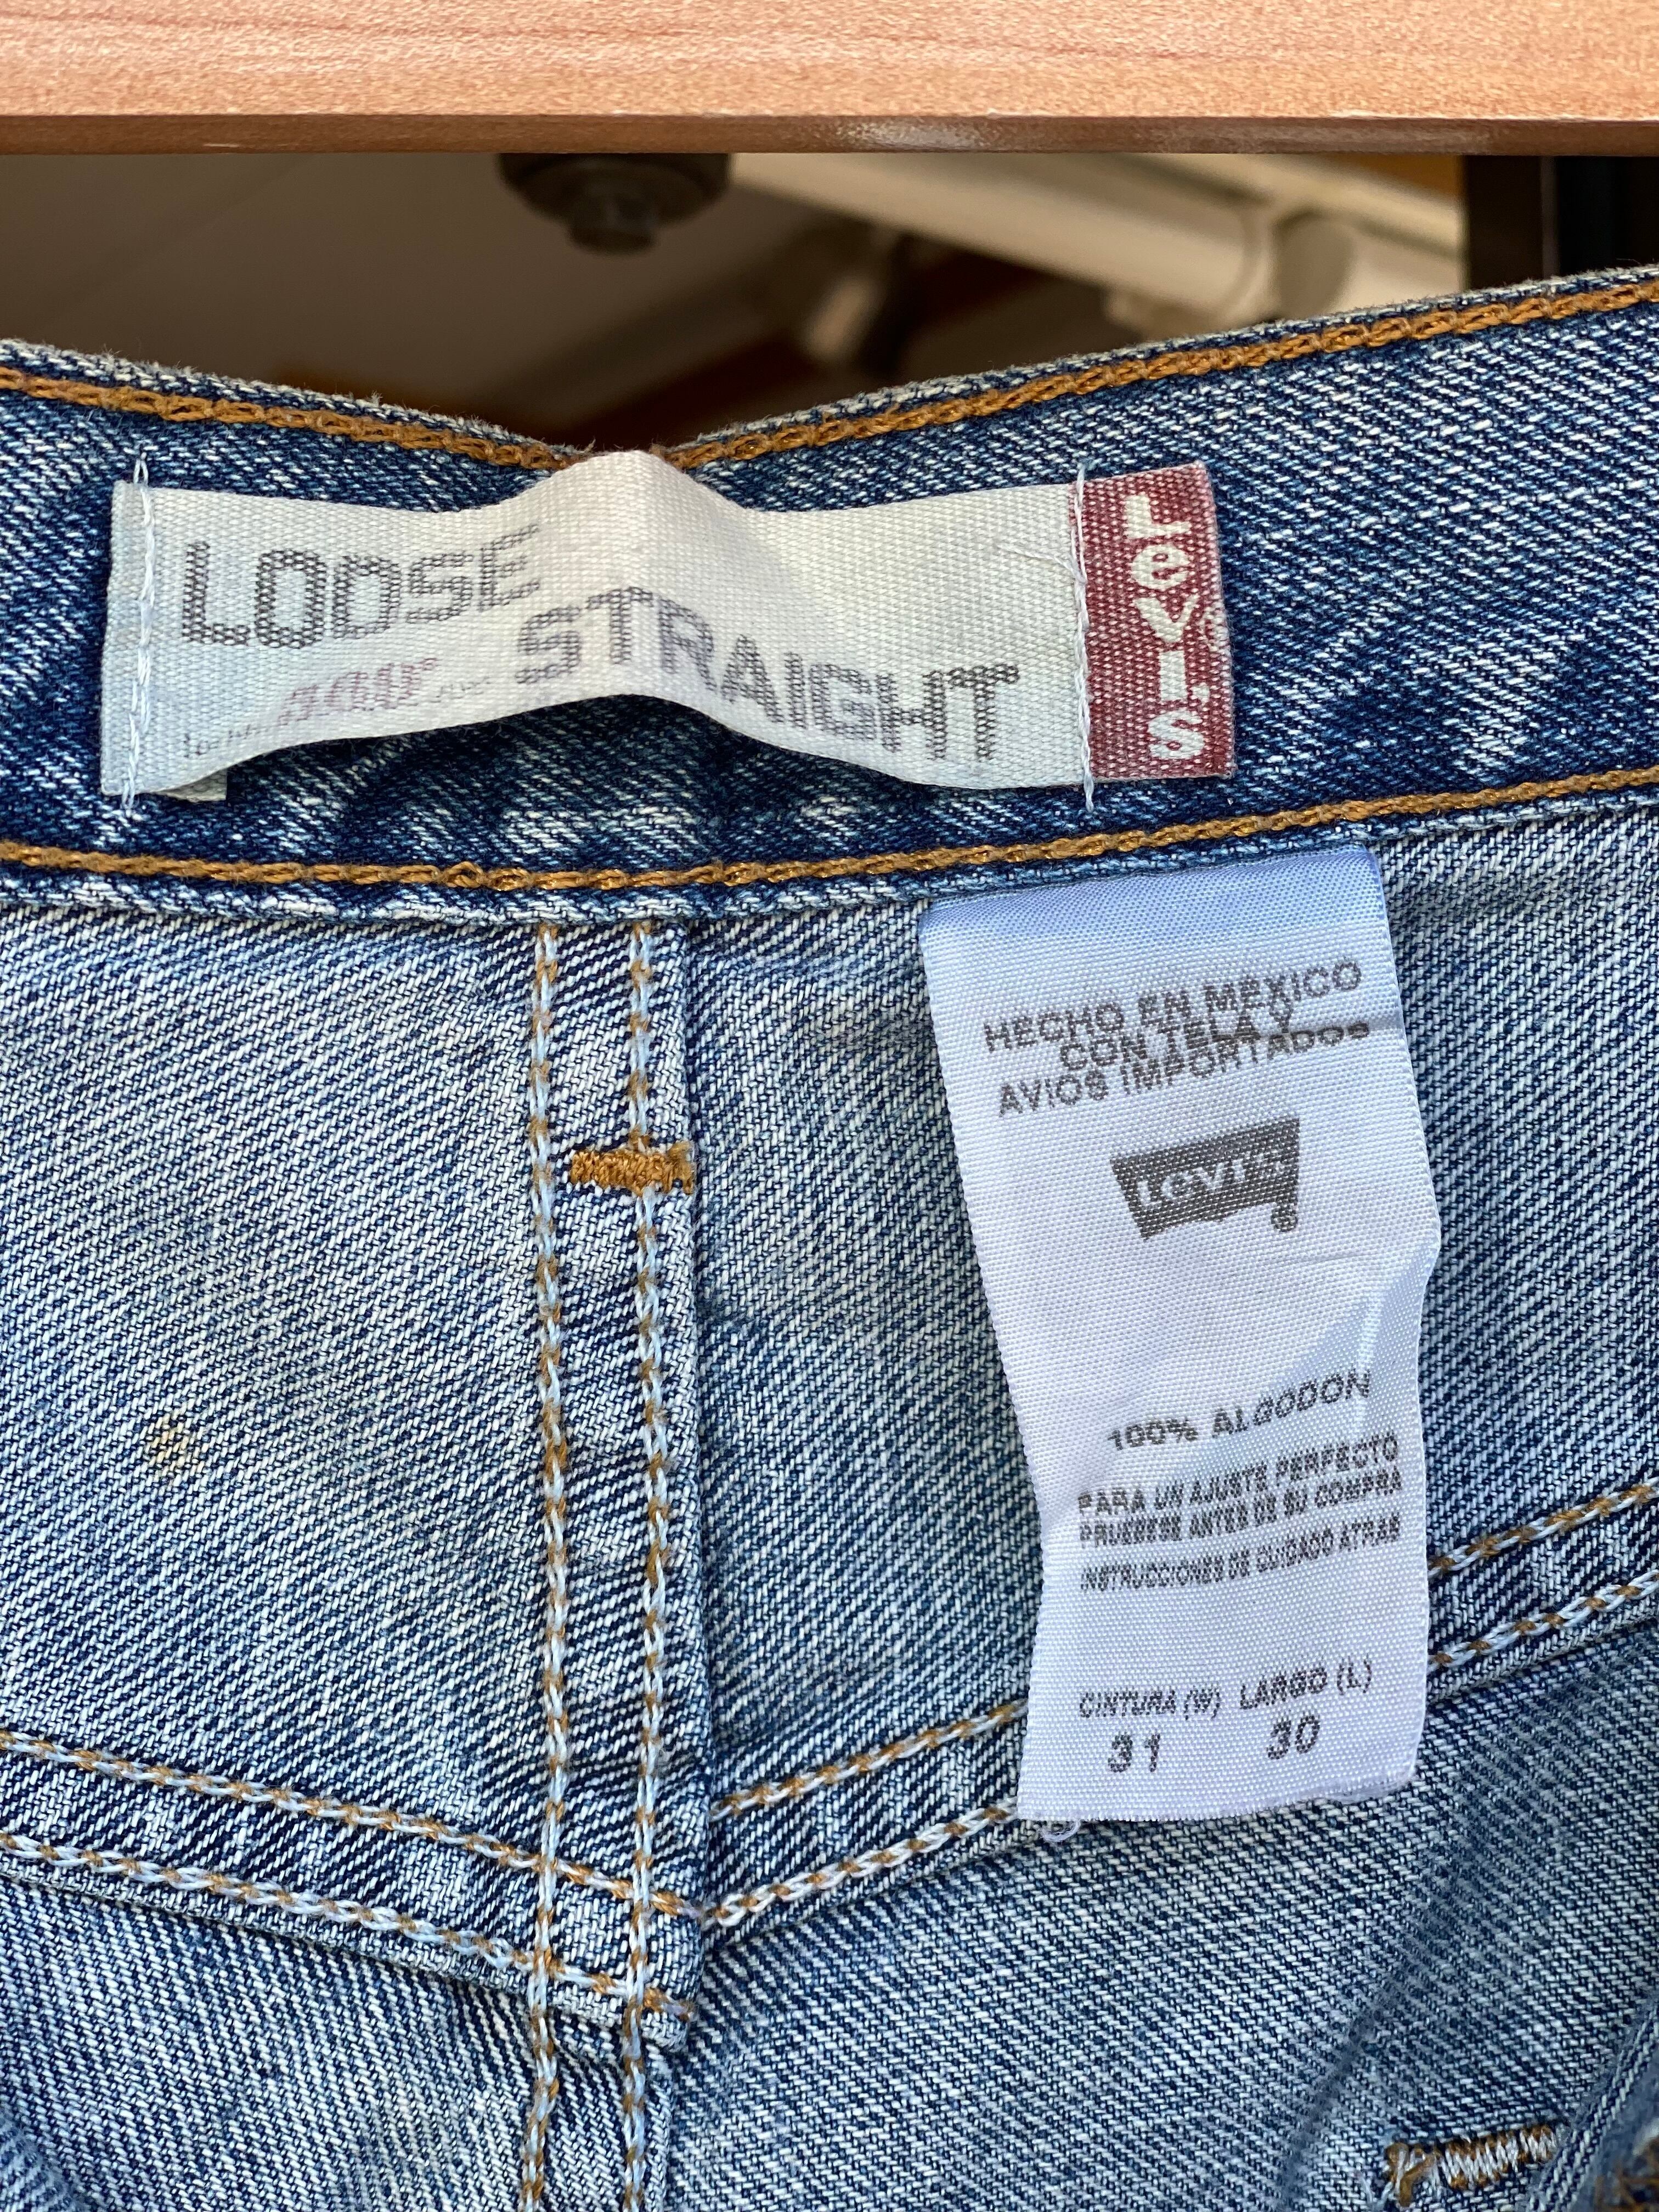 LOOSE
STRAIGHT
Levi's
HECHO EN MEXICO
CON TELA Y
AVIOS IMPORTADOS
Levi's
®
100% ALGODON
PARA UN AJUSTE PERFECTO
PRUEBESE ANTES DE SU COMPRA
INSTRUCCIONES DE CUIDADO ATRAS
CINTURA (W) LARGO (L)
31 30